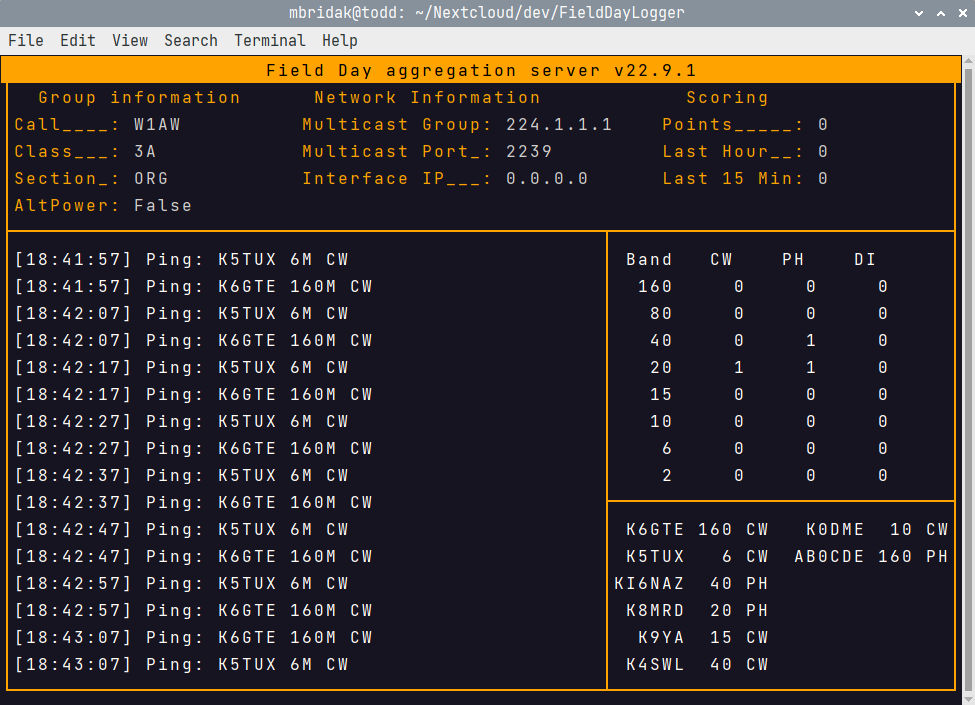 mbridak@todd: ~/Nextcloud/dev/FieldDayLogger
File Edit View Search Terminal Help
Field Day aggregation server v22.9.1
Group information Network Information Scoring
Call____: W1AW Multicast Group: 224.1.1.1 Points_____: 0
Class___: 3A Multicast Port_: 2239 Last Hour__: 0
Section_: ORG Interface IP___: 0.0.0.0 Last 15 Min: 0
AltPower: False
[18:41:57] Ping: K5TUX 6M CW
[18:41:57] Ping: K6GTE 160M CW
[18:42:07] Ping: K5TUX 6M CW
[18:42:07] Ping: K6GTE 160M CW
[18:42:17] Ping: K5TUX 6M CW
[18:42:17] Ping: K6GTE 160M CW
[18:42:27] Ping: K5TUX 6M CW
[18:42:27] Ping: K6GTE 160M CW
[18:42:37] Ping: K5TUX 6M CW
[18:42:37] Ping: K6GTE 160M CW
[18:42:47] Ping: K5TUX 6M CW
[18:42:47] Ping: K6GTE 160M CW
[18:42:57] Ping: K5TUX 6M CW
[18:42:57] Ping: K6GTE 160M CW
[18:43:07] Ping: K6GTE 160M CW
[18:43:07] Ping: K5TUX 6M CW
Band CW PH DI
160 0 0 0
80 0 0 0
40 0 1 0
20 1 1 0
15 0 0 0
10 0 0 0
6 0 0 0
2 0 0 0
K6GTE 160 CW K0DME 10 CW
K5TUX 6 CW AB0CDE 160 PH
KI6NAZ 40 PH
K8MRD 20 PH
K9YA 15 CW
K4SWL 40 CW